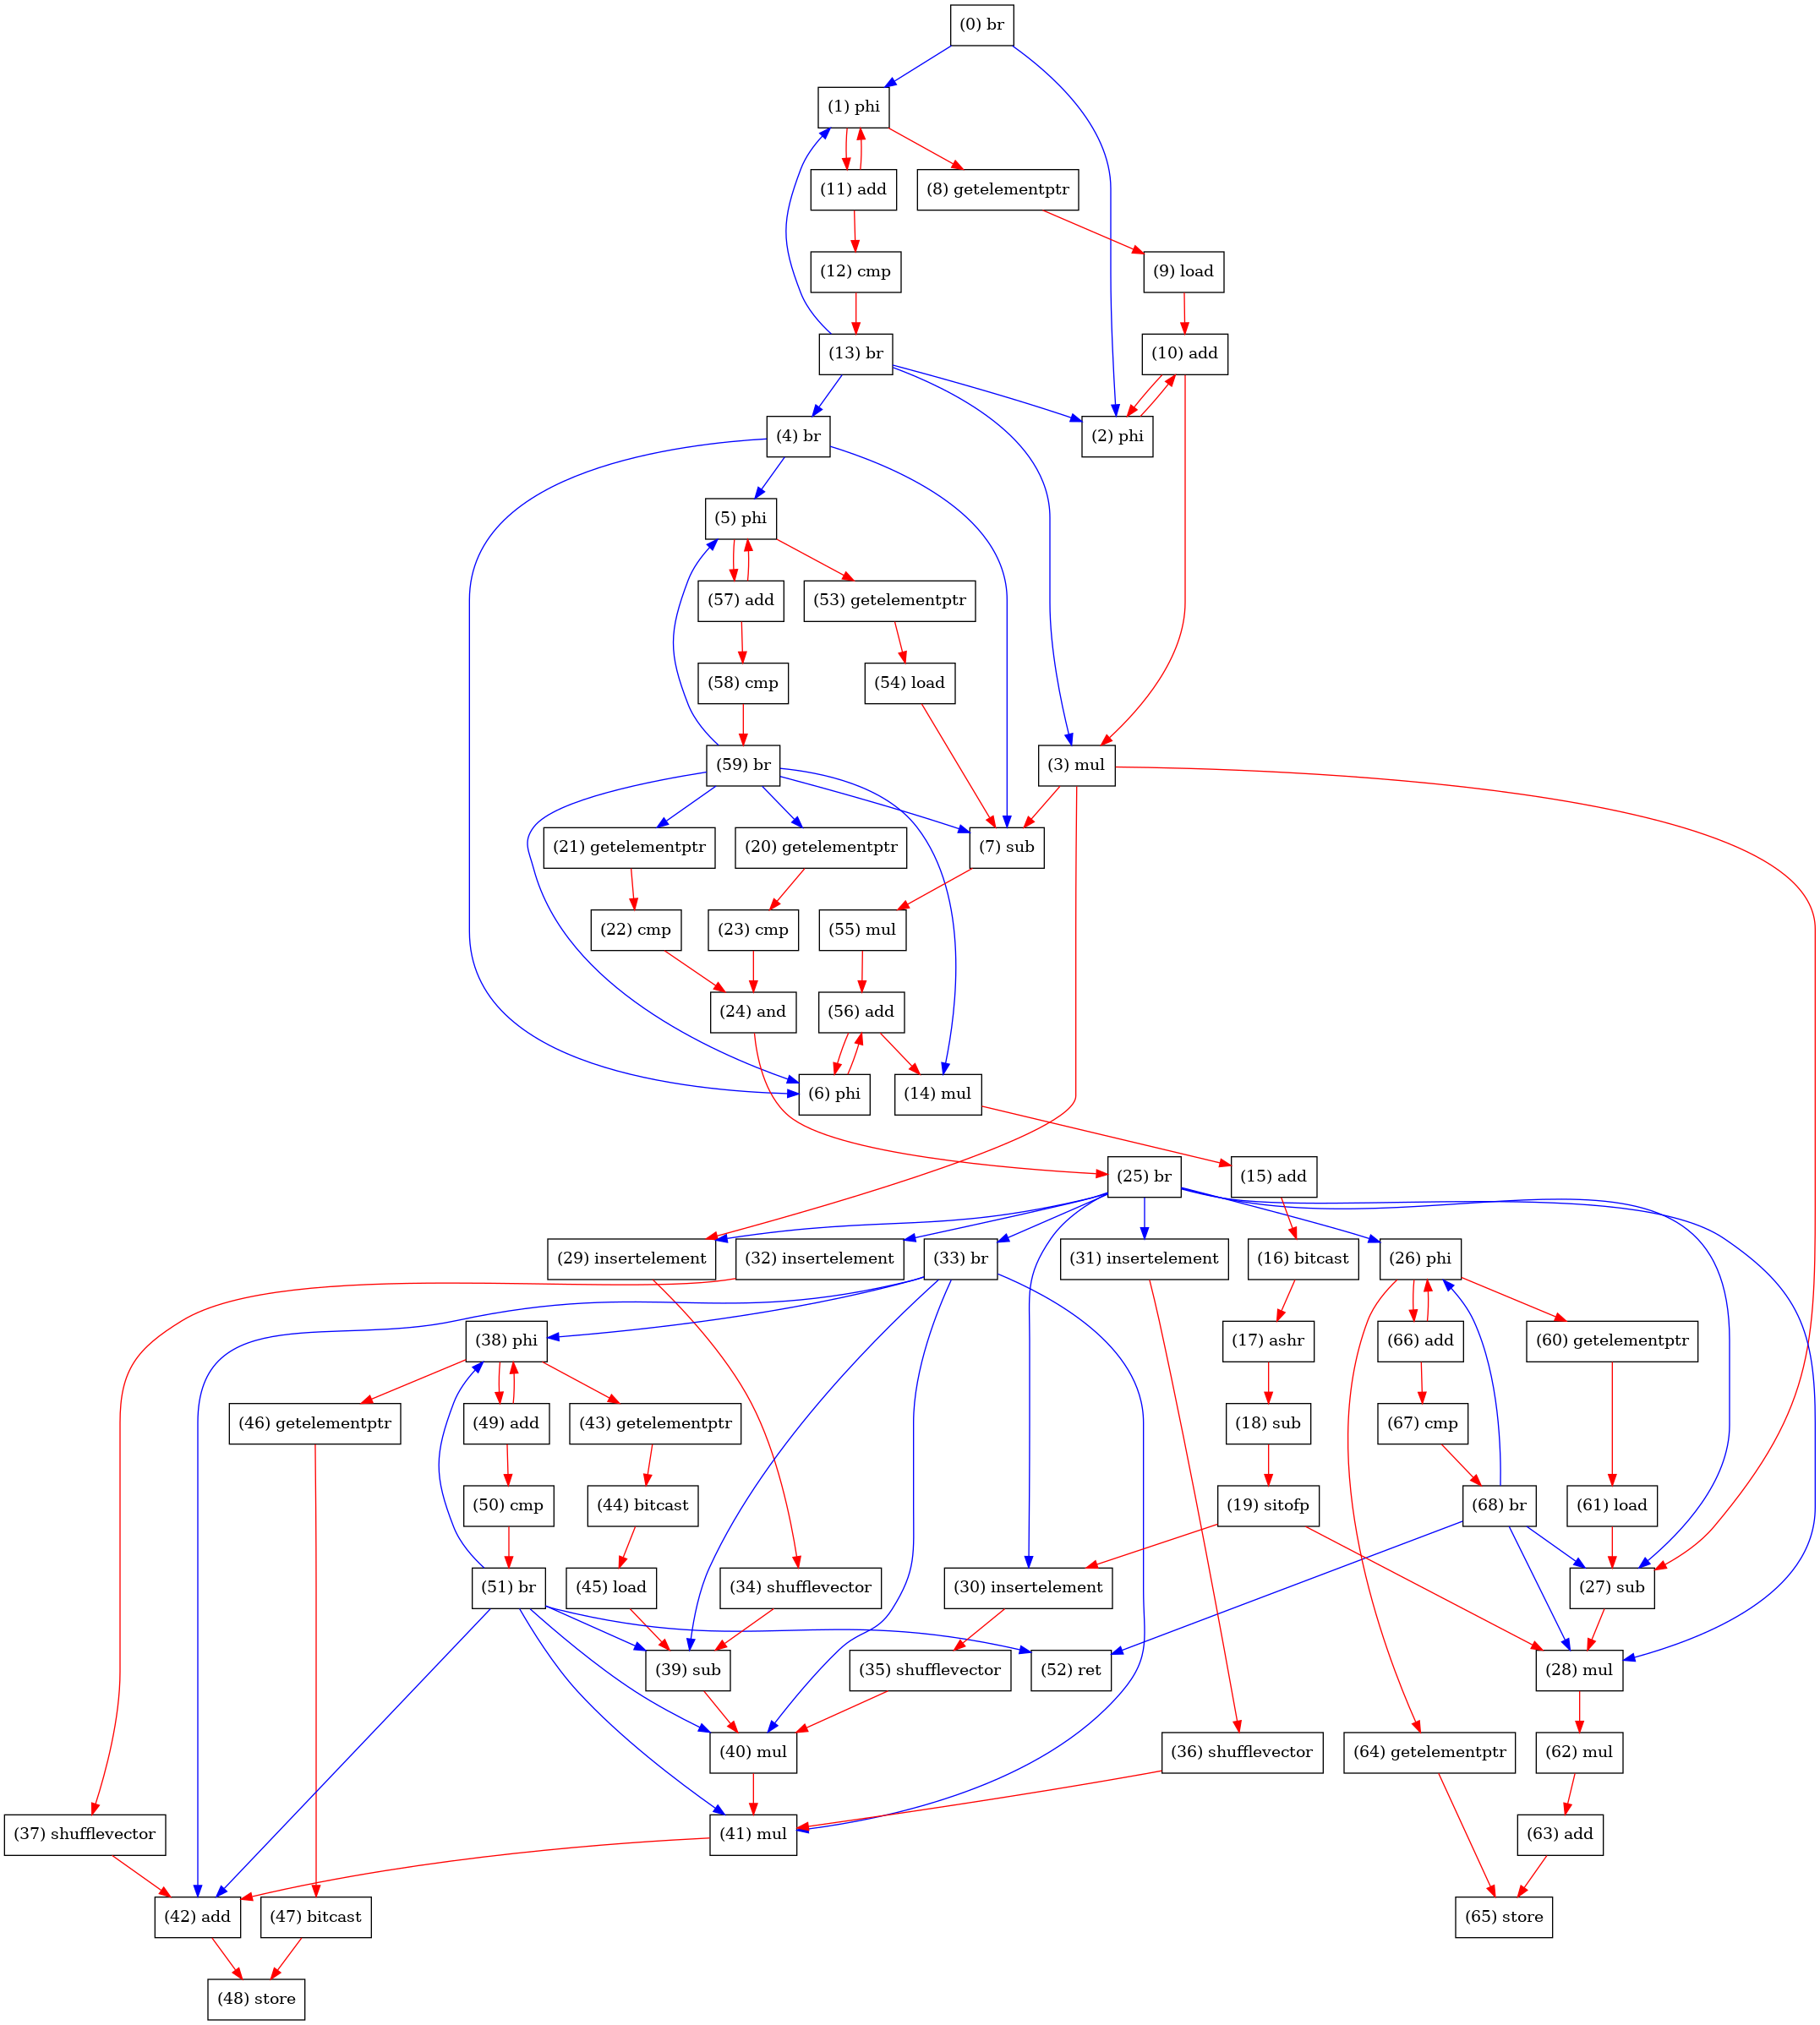 (0) br
(1) phi
(11) add
(8) getelementptr
(12) cmp
(9) load
(13) br
(10) add
(4) br
(2) phi
(5) phi
(57) add
(53) getelementptr
(58) cmp
(54) load
(59) br
(3) mul
(21) getelementptr
(20) getelementptr
(7) sub
(22) cmp
(23) cmp
(55) mul
(24) and
(56) add
(6) phi
(14) mul
(25) br
(15) add
(29) insertelement
(32) insertelement
(33) br
(31) insertelement
(16) bitcast
(26) phi
(38) phi
(17) ashr
(66) add
(60) getelementptr
(46) getelementptr
(49) add
(43) getelementptr
(18) sub
(67) cmp
(50) cmp
(44) bitcast
(19) sitofp
(68) br
(61) load
(51) br
(45) load
(34) shufflevector
(30) insertelement
(27) sub
(39) sub
(35) shufflevector
(52) ret
(28) mul
(40) mul
(36) shufflevector
(64) getelementptr
(62) mul
(37) shufflevector
(41) mul
(63) add
(42) add
(47) bitcast
(65) store
(48) store